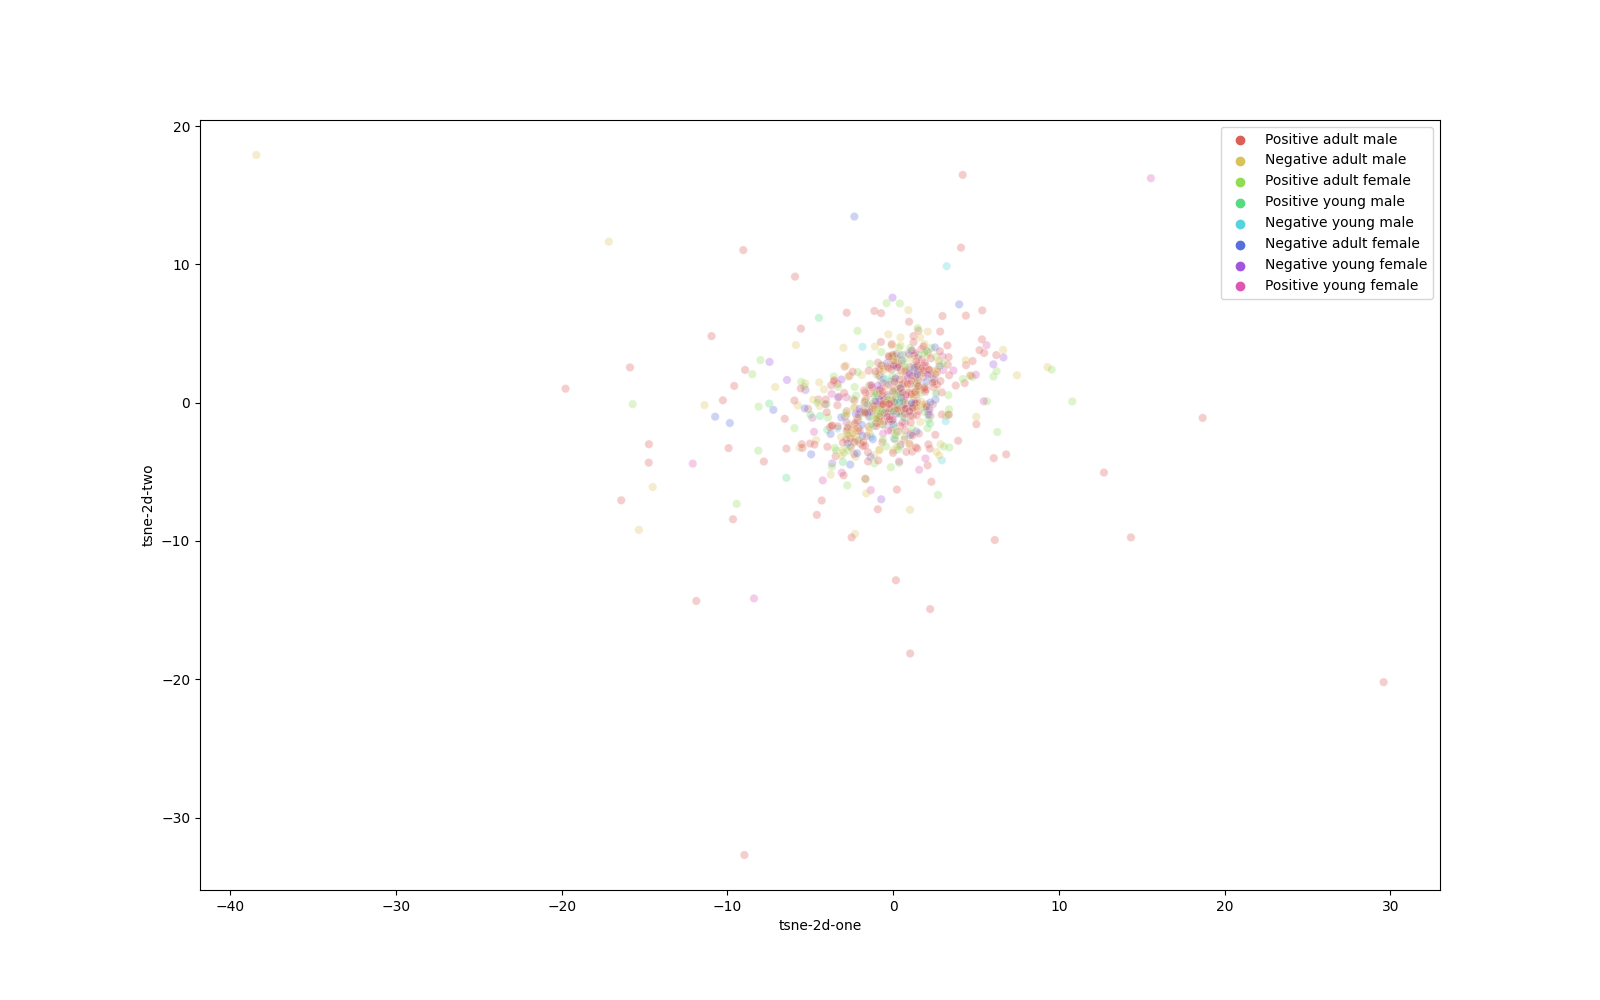 20
10
0
−10
−20
−30
tsne-2d-two
Positive adult male
Negative adult male
Positive adult female
Positive young male
Negative young male
Negative adult female
Negative young female
Positive young female
−40 −30 −20 −10 0 10 20 30
tsne-2d-one